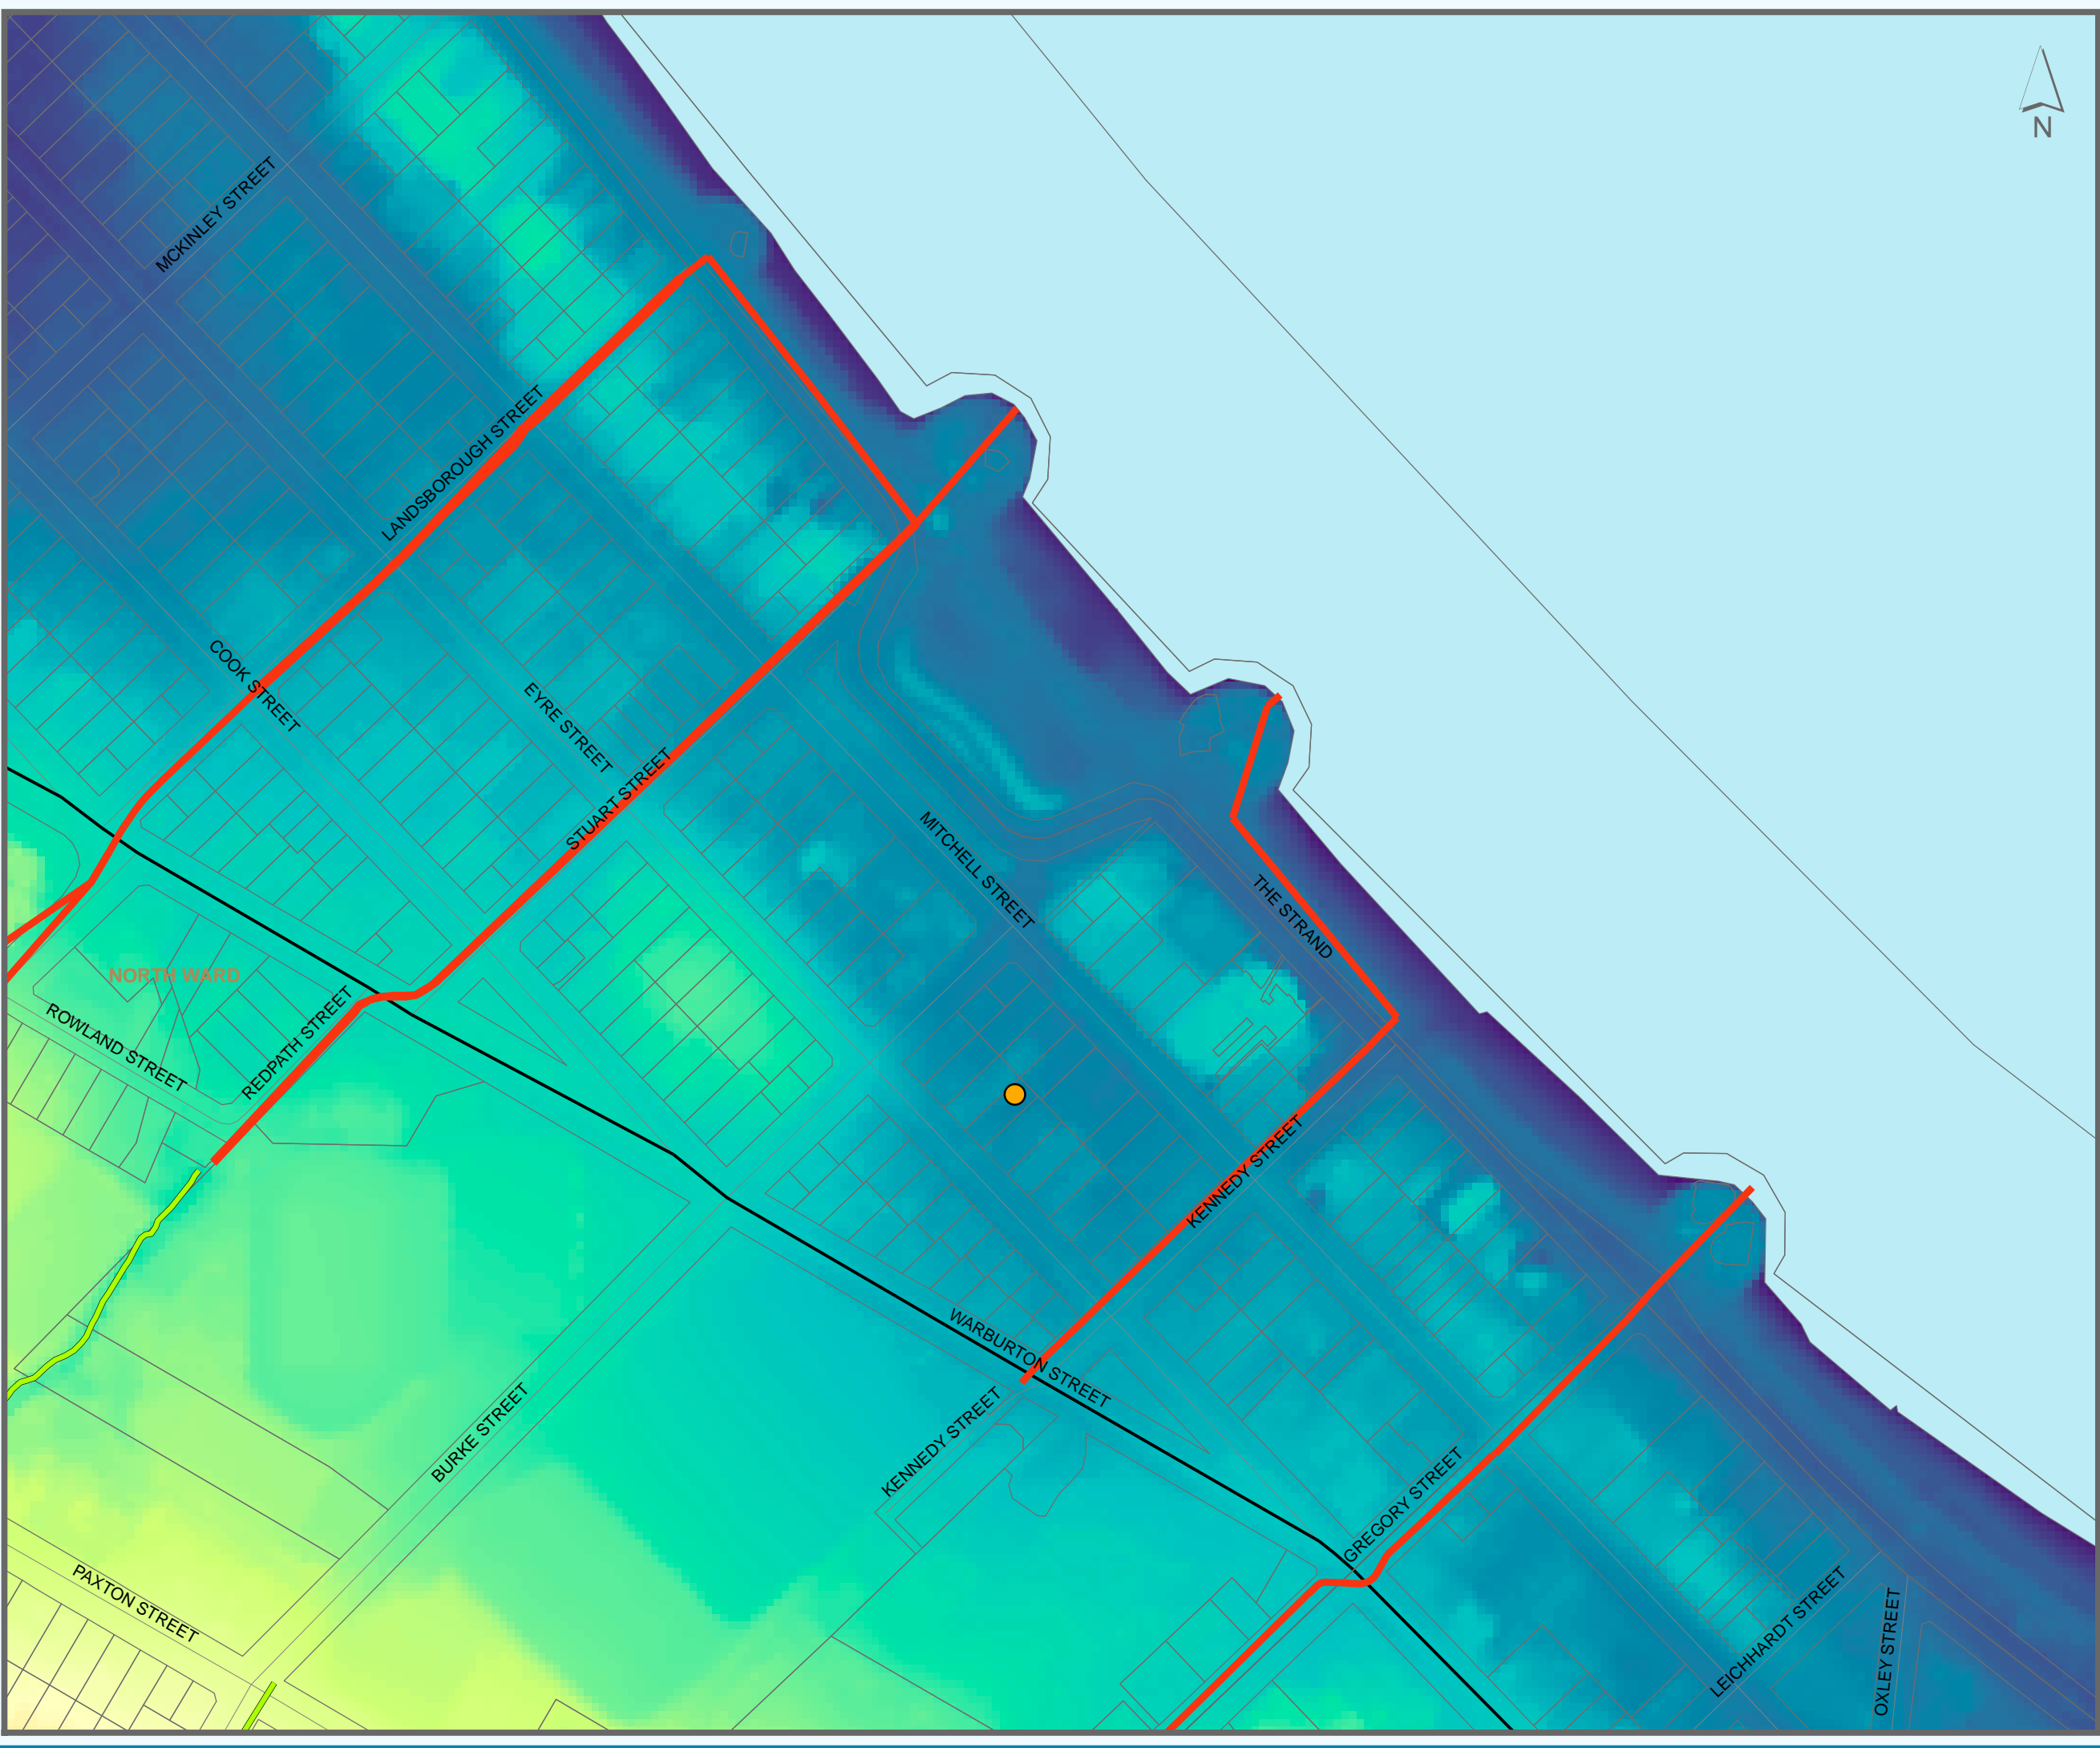 N
MCKINLEY STREET
LANDSBOROUGH STREET
COOK STREET
EYRE STREET
STUART STREET
MITCHELL STREET
THE STRAND
NORTH WARD
ROWLAND STREET
REDPATH STREET
KENNEDY STREET
WARBURTON STREET
KENNEDY STREET
BURKE STREET
GREGORY STREET
PAXTON STREET
LEICHHARDT STREET
OXLEY STREET